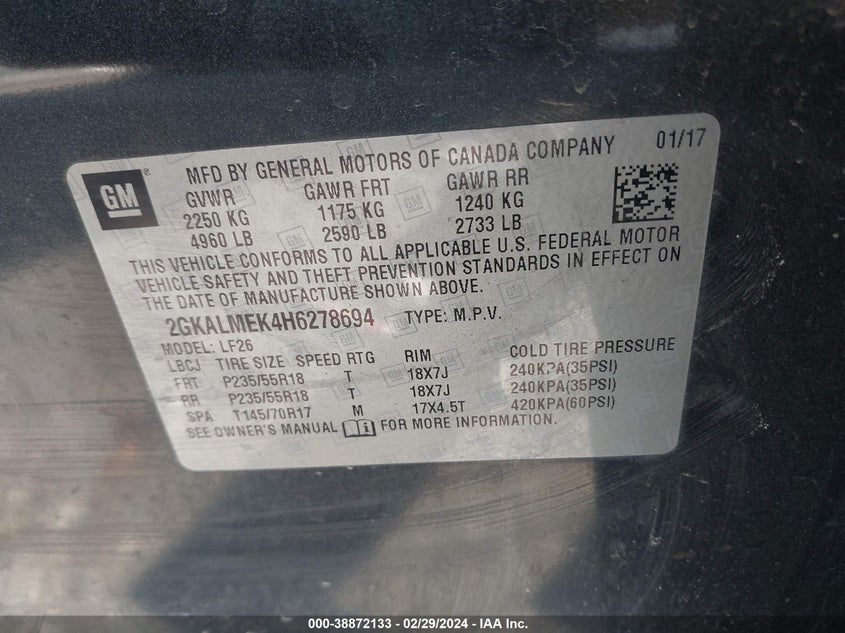 MFD BY GENERAL MOTORS OF CANADA COMPANY 01/17
GM
GVWR GAWR FRT GAWR RR
2250 KG 1175 KG 1240 KG
4960 LB 2590 LB 2733 LB
THIS VEHICLE CONFORMS TO ALL APPLICABLE U.S. FEDERAL MOTOR
VEHICLE SAFETY AND THEFT PREVENTION STANDARDS IN EFFECT ON
THE DATE OF MANUFACTURE SHOWN ABOVE.
2GKALMEK4H6278694 TYPE: M.P.V.
MODEL: LF26
LBCJ TIRE SIZE SPEED RTG RIM COLD TIRE PRESSURE
FRT P235/55R18 T 18X7J 240KPA(35PSI)
RR P235/55R18 T 18X7J 240KPA(35PSI)
SPA T145/70R17 M 17X4.5T 420KPA(60PSI)
SEE OWNER'S MANUAL FOR MORE INFORMATION.
000-38872133 - 02/29/2024 - IAA Inc.